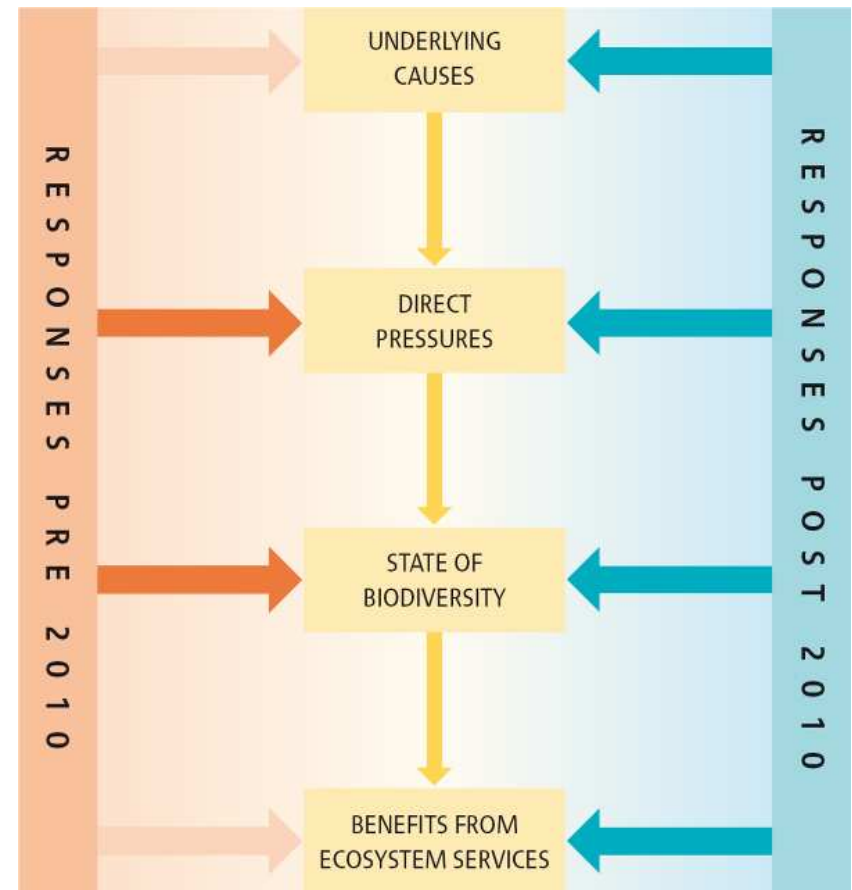 RESPONSES PRE 2010
UNDERLYING
CAUSES
DIRECT
PRESSURES
STATE OF
BIODIVERSITY
BENEFITS FROM
ECOSYSTEM SERVICES
RESPONSES POST 2010